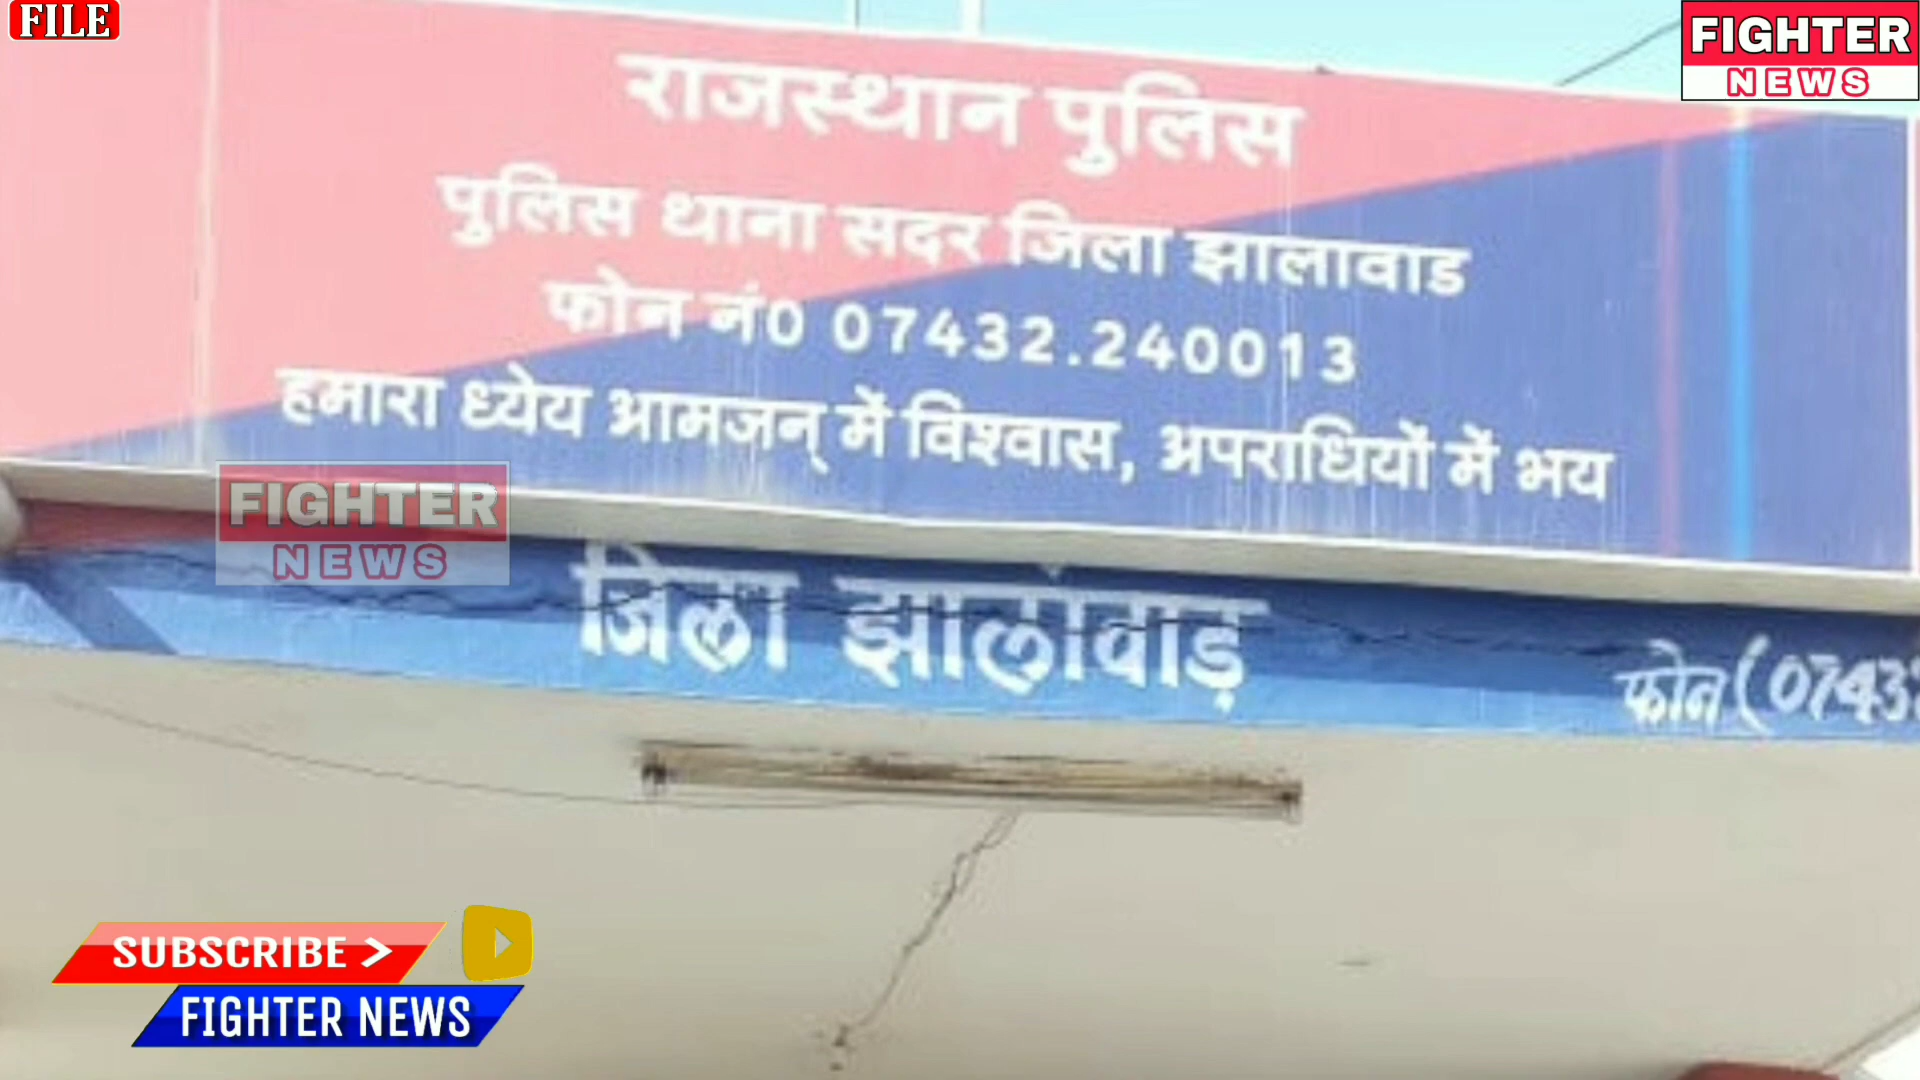 FILE
FIGHTER
NEWS
राजस्थान पुलिस
पुलिस थाना सदर जिला झालावाड
फोन नं0 07432.240013
हमारा ध्येय आमजन् में विश्वास, अपराधियों में भय
FIGHTER
NEWS
जिला झालावाड़
फोन (0743
SUBSCRIBE >
FIGHTER NEWS